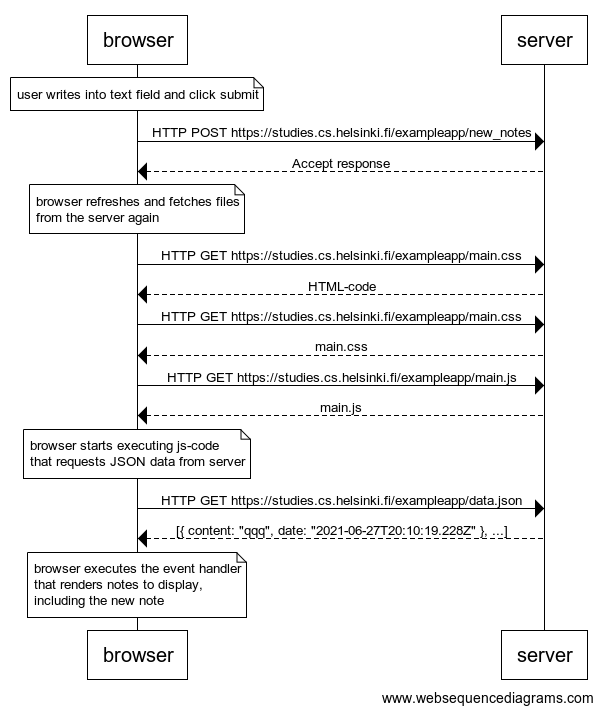 browser
server
user writes into text field and click submit
HTTP POST https://studies.cs.helsinki.fi/exampleapp/new_notes
Accept response
browser refreshes and fetches files
from the server again
HTTP GET https://studies.cs.helsinki.fi/exampleapp/main.css
HTML-code
HTTP GET https://studies.cs.helsinki.fi/exampleapp/main.css
main.css
HTTP GET https://studies.cs.helsinki.fi/exampleapp/main.js
main.js
browser starts executing js-code
that requests JSON data from server
HTTP GET https://studies.cs.helsinki.fi/exampleapp/data.json
[{ content: "qqq", date: "2021-06-27T20:10:19.228Z" }, ...]
browser executes the event handler
that renders notes to display,
including the new note
browser
server
www.websequencediagrams.com